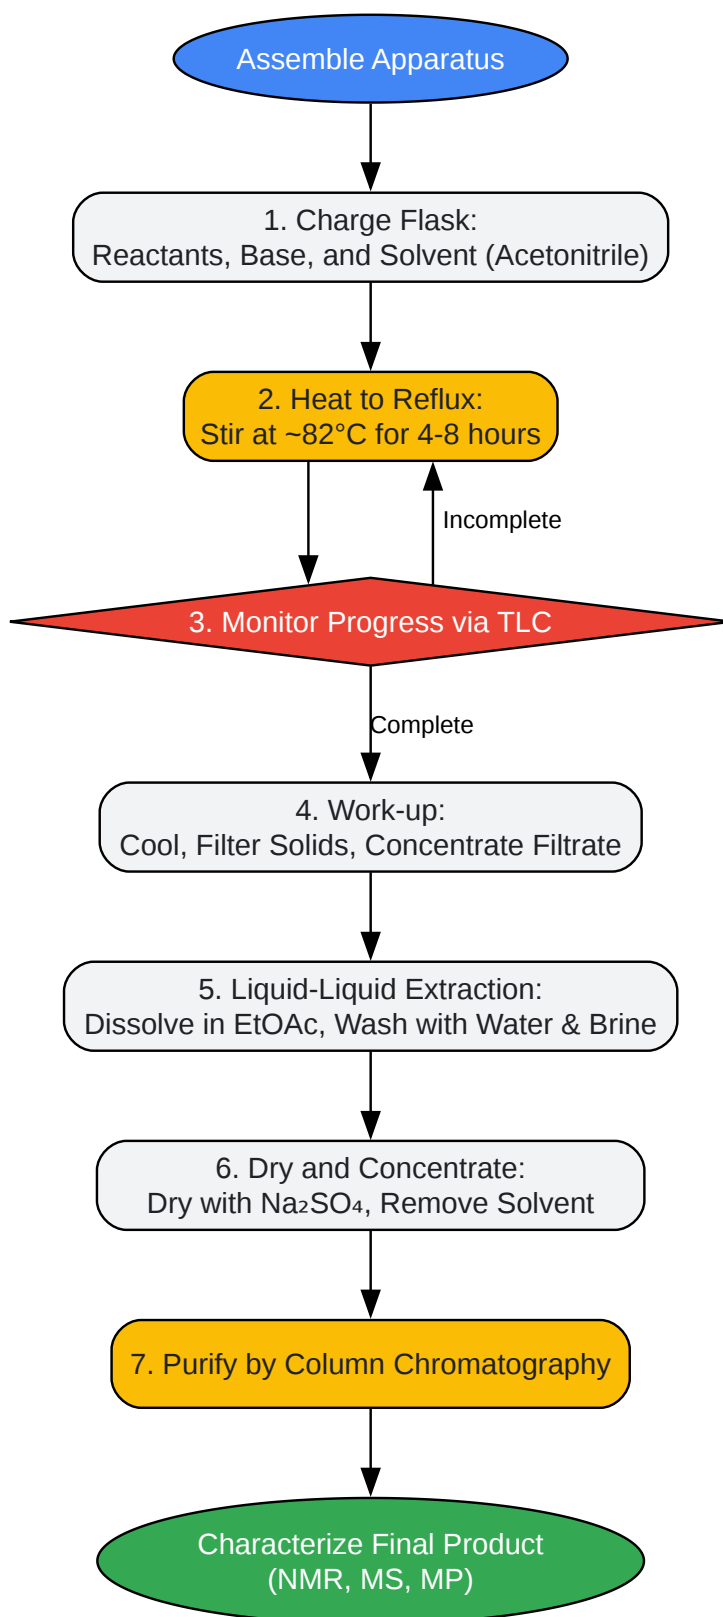 Assemble Apparatus
1. Charge Flask:
Reactants, Base, and Solvent (Acetonitrile)
2. Heat to Reflux:
Stir at ~82°C for 4-8 hours
Incomplete
3. Monitor Progress via TLC
Complete
4. Work-up:
Cool, Filter Solids, Concentrate Filtrate
5. Liquid-Liquid Extraction:
Dissolve in EtOAc, Wash with Water & Brine
6. Dry and Concentrate:
Dry with Na₂SO₄, Remove Solvent
7. Purify by Column Chromatography
Characterize Final Product
(NMR, MS, MP)